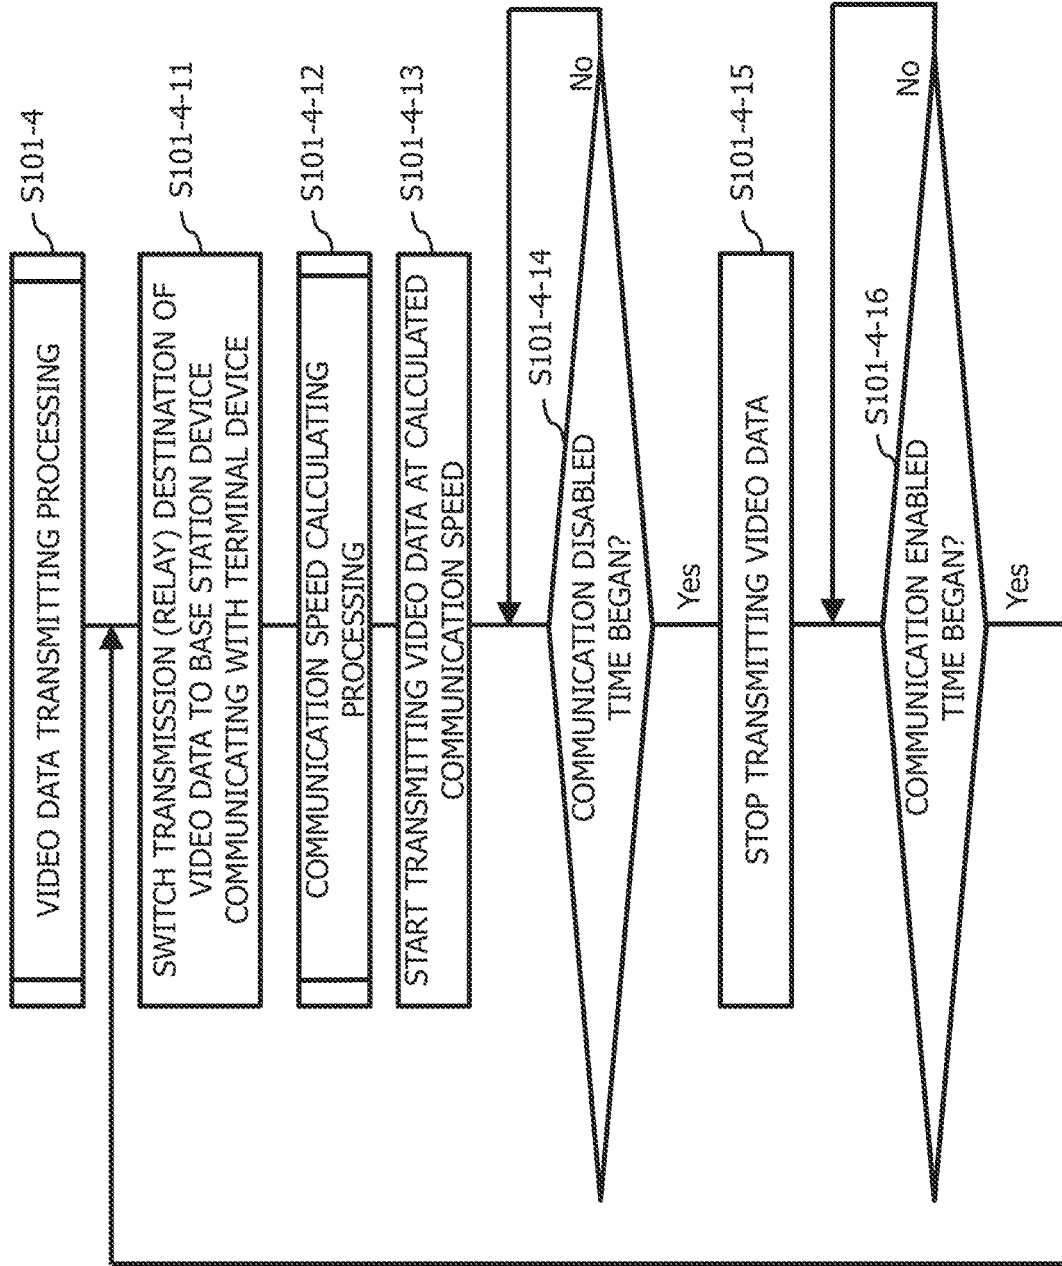 VIDEO DATA TRANSMITTING PROCESSING
S101-4
SWITCH TRANSMISSION (RELAY) DESTINATION OF
VIDEO DATA TO BASE STATION DEVICE
COMMUNICATING WITH TERMINAL DEVICE
S101-4-11
COMMUNICATION SPEED CALCULATING
PROCESSING
S101-4-12
START TRANSMITTING VIDEO DATA AT CALCULATED
COMMUNICATION SPEED
S101-4-13
COMMUNICATION DISABLED
TIME BEGAN?
S101-4-14
No
Yes
STOP TRANSMITTING VIDEO DATA
S101-4-15
COMMUNICATION ENABLED
TIME BEGAN?
S101-4-16
No
Yes